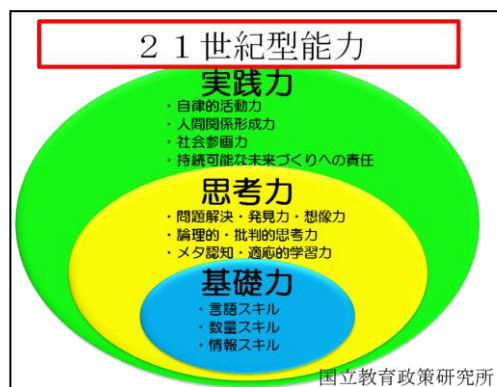 ２１世紀型能力
実践力
・自律的活動力
・人間関係形成力
・社会参画力
・持続可能な未来づくりへの責任
思考力
・問題解決・発見力・想像力
・論理的・批判的思考力
・メタ認知・適応的学習力
基礎力
・言語スキル
・数量スキル
・情報スキル
国立教育政策研究所